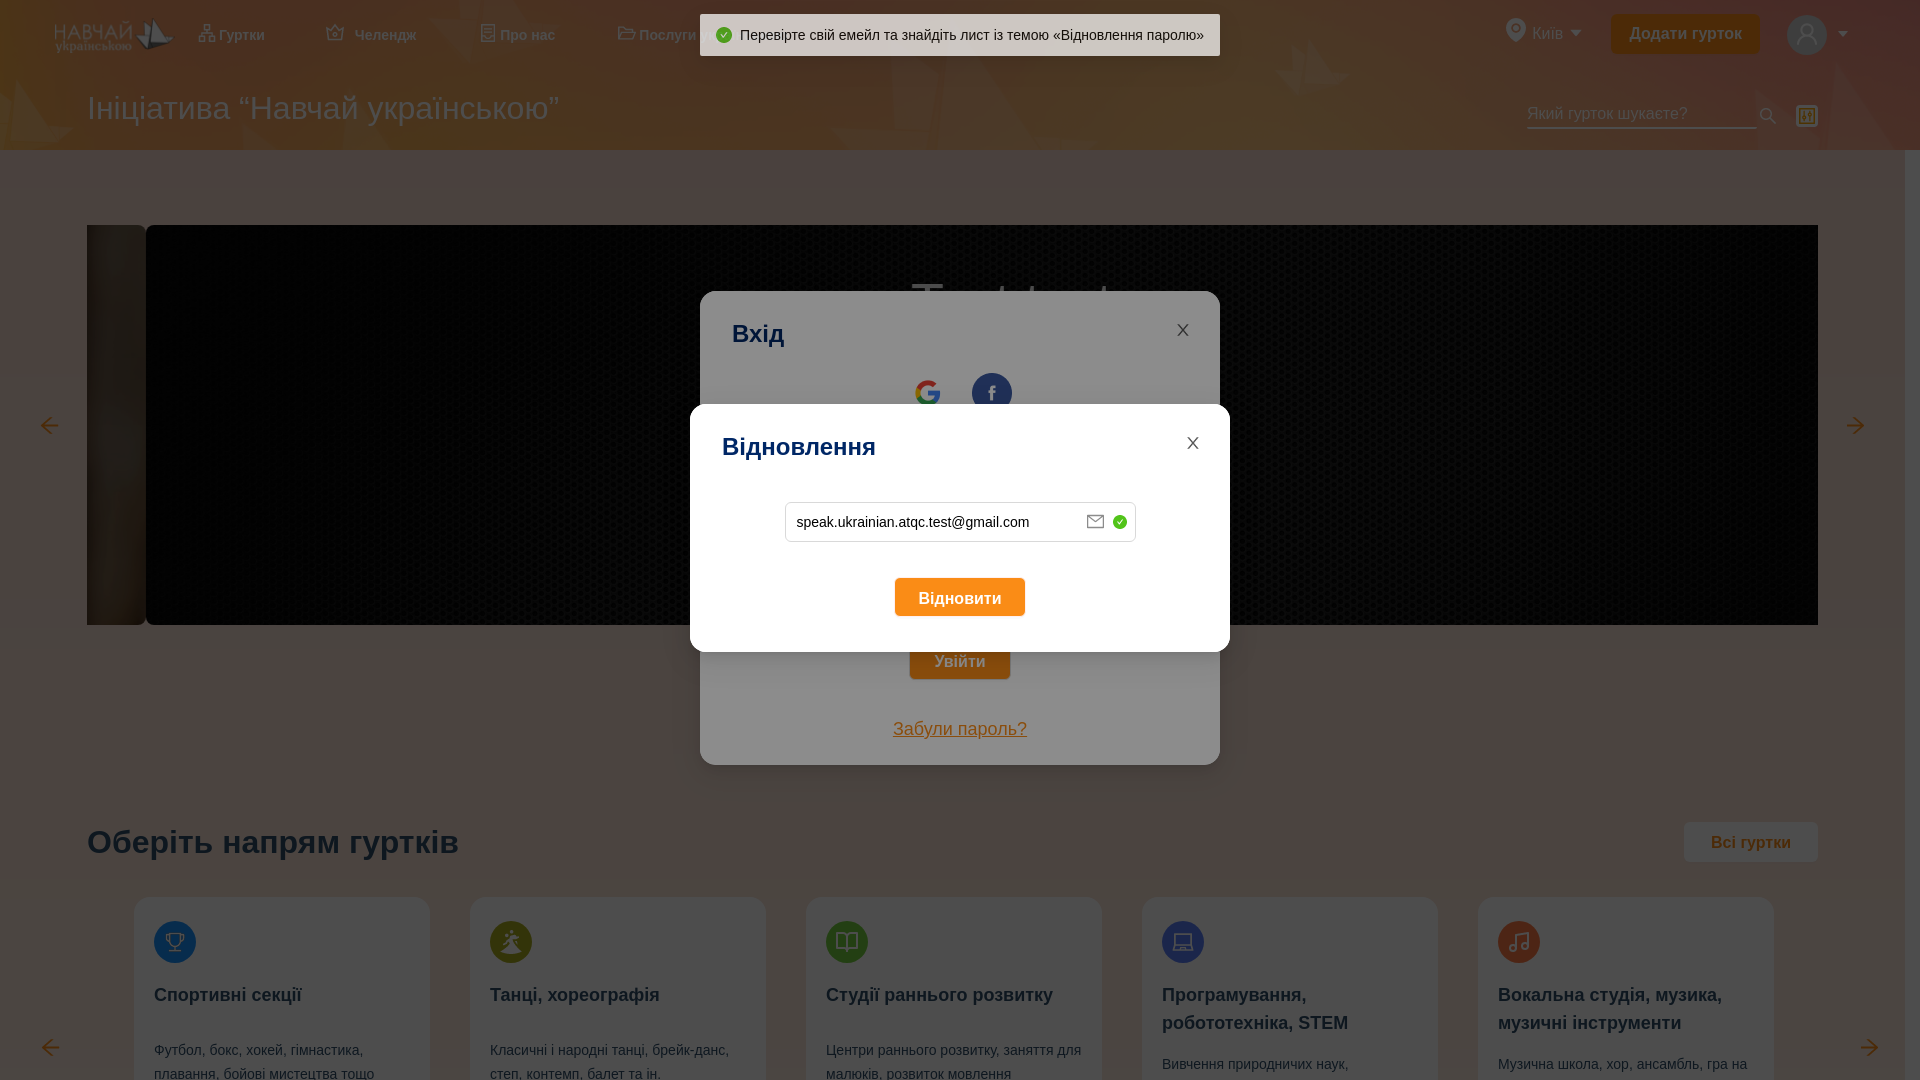 НАВЧАЙ
українською
Гуртки
Челендж
Про нас
Послуги
Перевірте свій емейл та знайдіть лист із темою «Відновлення паролю»
Київ
Додати гурток
Ініціатива “Навчай українською”
Який гурток шукаєте?
Вхід
Відновлення
speak.ukrainian.atqc.test@gmail.com
Відновити
Увійти
Забули пароль?
Оберіть напрям гуртків
Всі гуртки
Спортивні секції
Футбол, бокс, хокей, гімнастика,
плавання, бойові мистецтва тощо
Танці, хореографія
Класичні і народні танці, брейк-данс,
степ, контемп, балет та ін.
Студії раннього розвитку
Центри раннього розвитку, заняття для
малюків, розвиток мовлення
Програмування,
робототехніка, STEM
Вивчення природничих наук,
Вокальна студія, музика,
музичні інструменти
Музична школа, хор, ансамбль, гра на